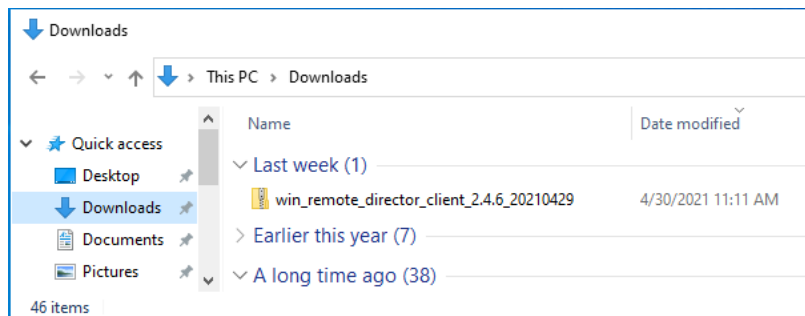 Downloads
This PC > Downloads
Name Date modified
Quick access
Last week (1)
Desktop
win_remote_director_client_2.4.6_20210429 4/30/2021 11:11 AM
Downloads
Documents
Earlier this year (7)
Pictures
A long time ago (38)
46 items